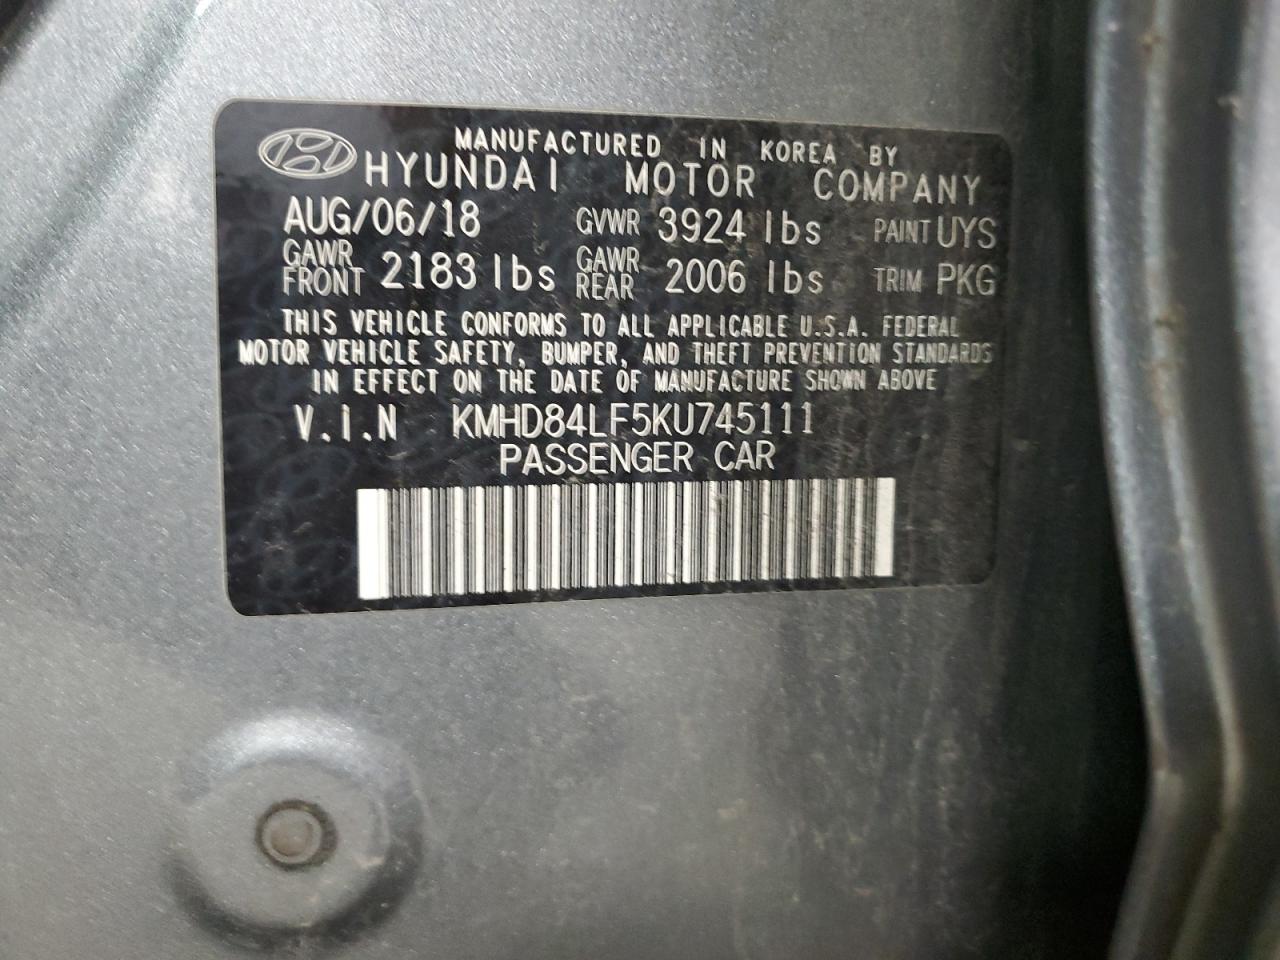 MANUFACTURED IN KOREA BY
HYUNDAI MOTOR COMPANY
AUG/06/18 GVWR 3924 lbs PAINT UYS
GAWR FRONT 2183 lbs GAWR REAR 2006 lbs TRIM PKG
THIS VEHICLE CONFORMS TO ALL APPLICABLE U.S.A. FEDERAL
MOTOR VEHICLE SAFETY, BUMPER, AND THEFT PREVENTION STANDARDS
IN EFFECT ON THE DATE OF MANUFACTURE SHOWN ABOVE
V.I.N KMHD84LF5KU745111
PASSENGER CAR